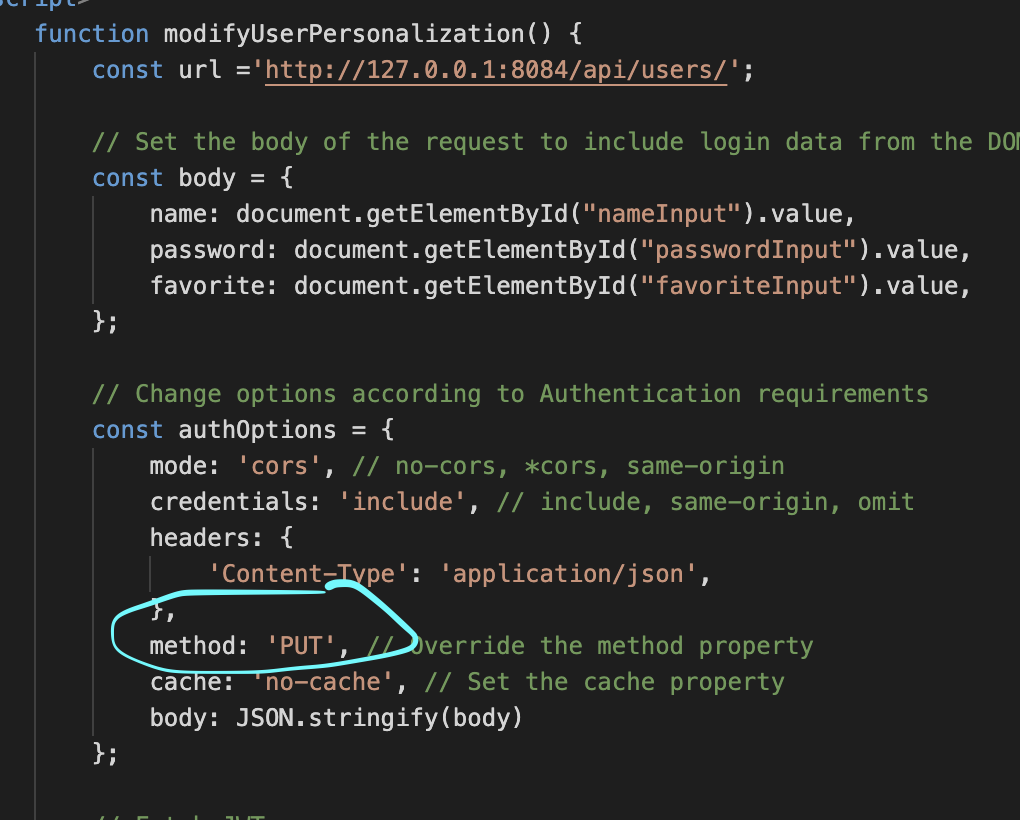 function modifyUserPersonalization() {
const url ='http://127.0.0.1:8084/api/users/';
// Set the body of the request to include login data from the
const body = {
name: document.getElementById("nameInput").value,
password: document.getElementById("passwordInput").value,
favorite: document.getElementById("favoriteInput").value,
};
// Change options according to Authentication requirements
const authOptions = {
mode: 'cors', // no-cors, *cors, same-origin
credentials: 'include', // include, same-origin, omit
headers: {
'Content-Type': 'application/json',
},
method: 'PUT', // Override the method property
cache: 'no-cache', // Set the cache property
body: JSON.stringify(body)
};